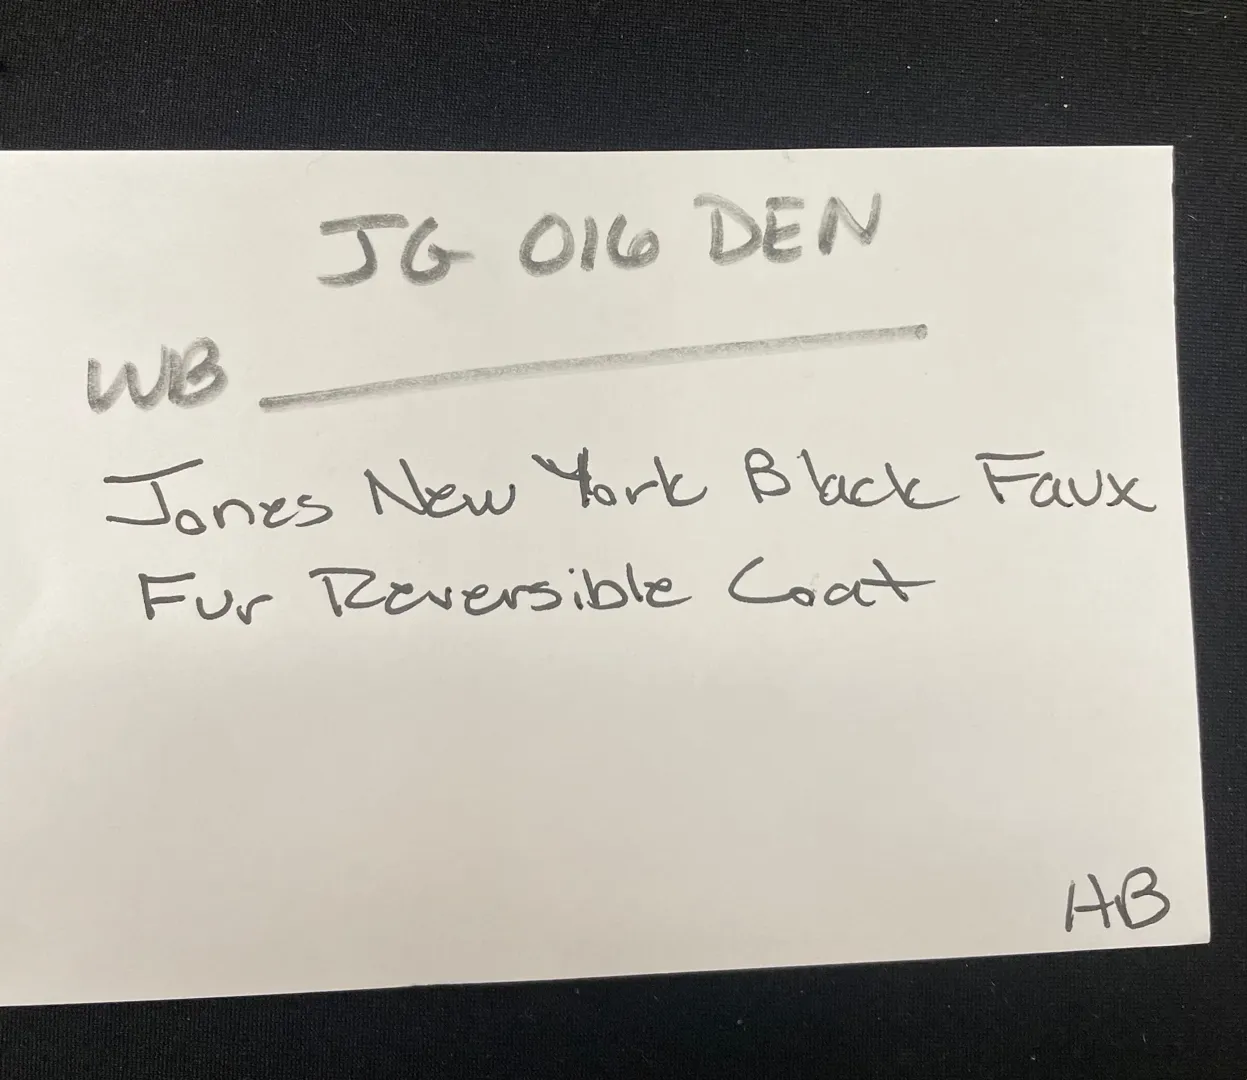 JG 016 DEN
WB
Jones New York Black Faux
Fur Reversible Coat
HB